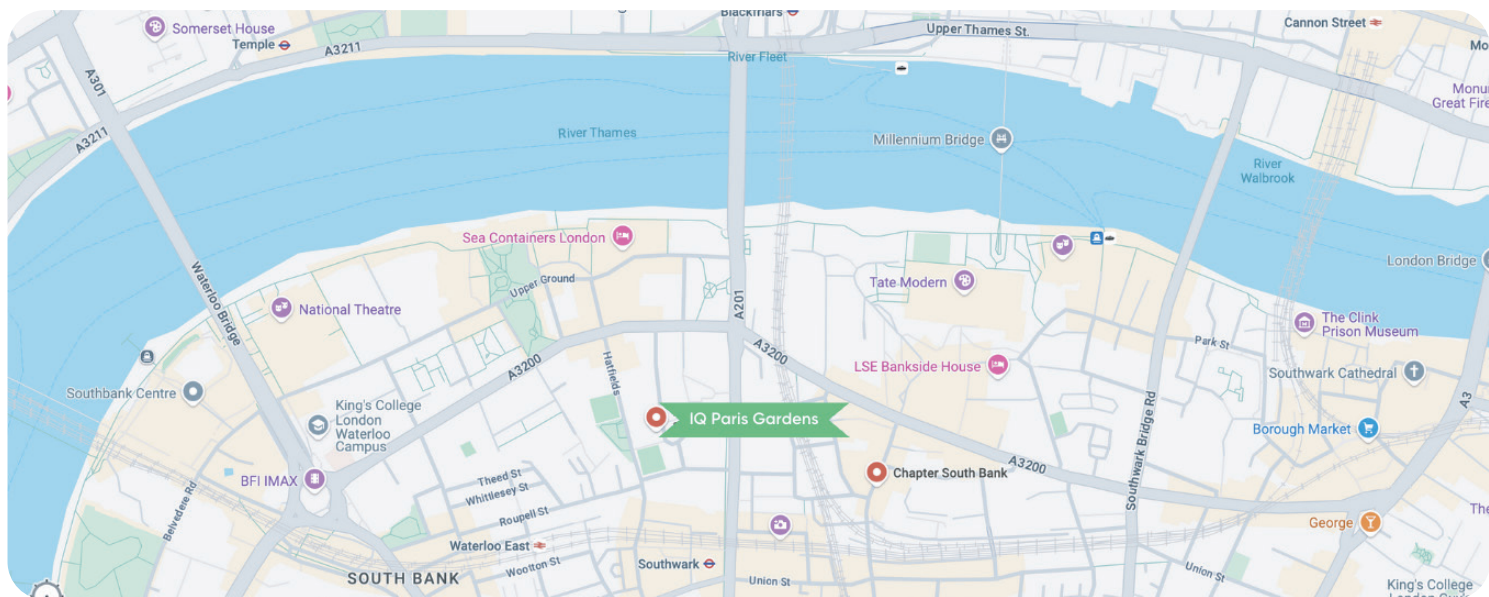 Somerset House
Temple
A3211
Blackfriars
Upper Thames St.
Cannon Street
A301
River Fleet
A3211
River Thames
Millennium Bridge
River
Walbrook
Great Fire
Sea Containers London
London Bridge
Waterloo Bridge
Upper Ground
Tate Modern
National Theatre
A201
The Clink
Prison Museum
Park St
A3200
A3200
Hatfields
LSE Bankside House
Southwark Cathedral
Southbank Centre
King's College
London
Waterloo
Campus
IQ Paris Gardens
Southwark Bridge Rd
A3
Borough Market
BFI IMAX
Belvedere Rd
Theed St
Whittlesey St
Roupell St
Chapter South Bank
A3200
George
Waterloo East
Wootton St
Southwark
SOUTH BANK
Union St
Union St
King's College